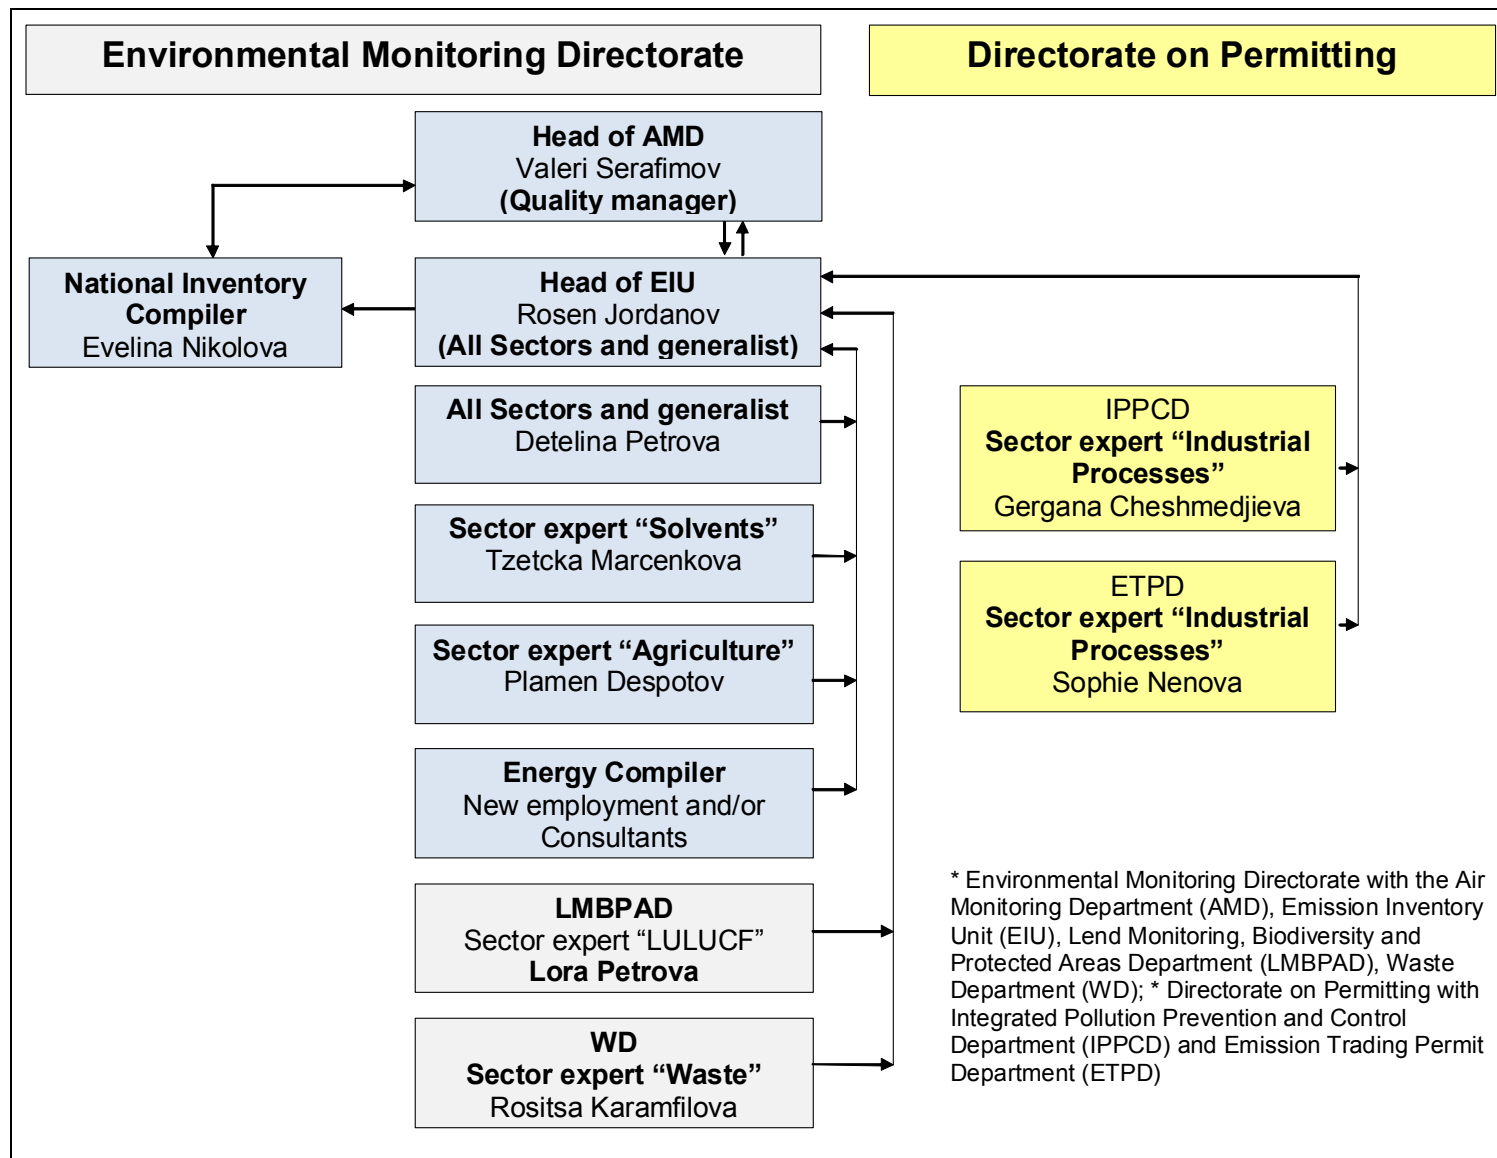 Environmental Monitoring Directorate
Directorate on Permitting
Head of AMD
Valeri Serafimov
(Quality manager)
National Inventory
Compiler
Evelina Nikolova
Head of EIU
Rosen Jordanov
(All Sectors and generalist)
All Sectors and generalist
Detelina Petrova
Sector expert “Solvents”
Tzetcka Marcenkova
Sector expert “Agriculture”
Plamen Despotov
Energy Compiler
New employment and/or
Consultants
LMBPAD
Sector expert “LULUCF”
Lora Petrova
WD
Sector expert “Waste”
Rositsa Karamfilova
IPPCD
Sector expert “Industrial
Processes”
Gergana Cheshmedjieva
ETPD
Sector expert “Industrial
Processes”
Sophie Nenova
* Environmental Monitoring Directorate with the Air
Monitoring Department (AMD), Emission Inventory
Unit (EIU), Lend Monitoring, Biodiversity and
Protected Areas Department (LMBPAD), Waste
Department (WD); * Directorate on Permitting with
Integrated Pollution Prevention and Control
Department (IPPCD) and Emission Trading Permit
Department (ETPD)